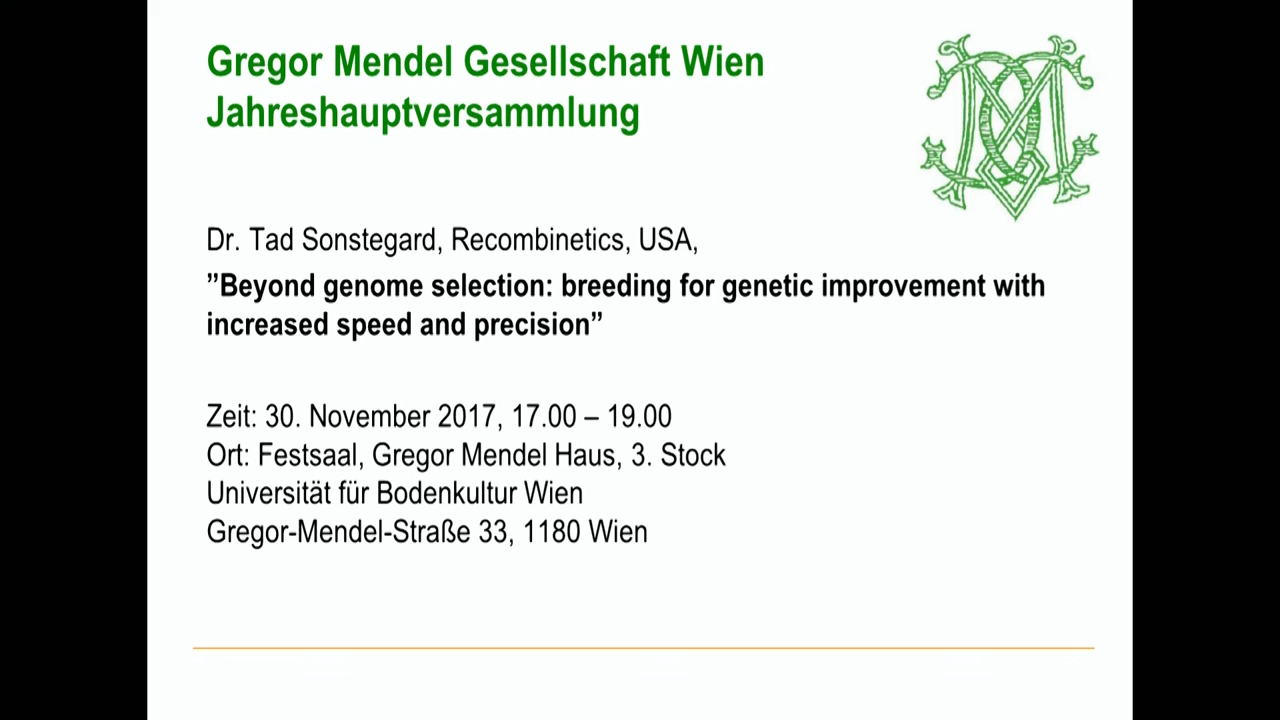 Gregor Mendel Gesellschaft Wien
Jahreshauptversammlung
Dr. Tad Sonstegard, Recombinetics, USA,
”Beyond genome selection: breeding for genetic improvement with
increased speed and precision”
Zeit: 30. November 2017, 17.00 – 19.00
Ort: Festsaal, Gregor Mendel Haus, 3. Stock
Universität für Bodenkultur Wien
Gregor-Mendel-Straße 33, 1180 Wien